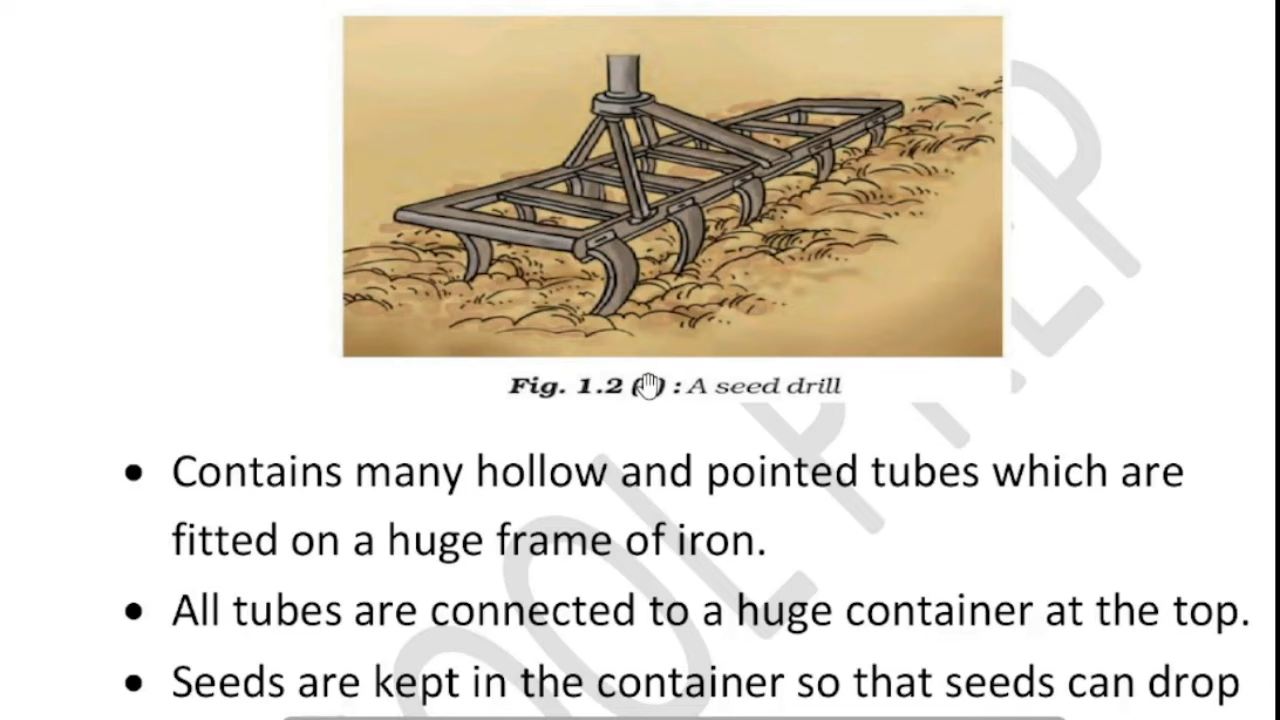 Fig. 1.2 ( ) : A seed drill
• Contains many hollow and pointed tubes which are
fitted on a huge frame of iron.
• All tubes are connected to a huge container at the top.
• Seeds are kept in the container so that seeds can drop